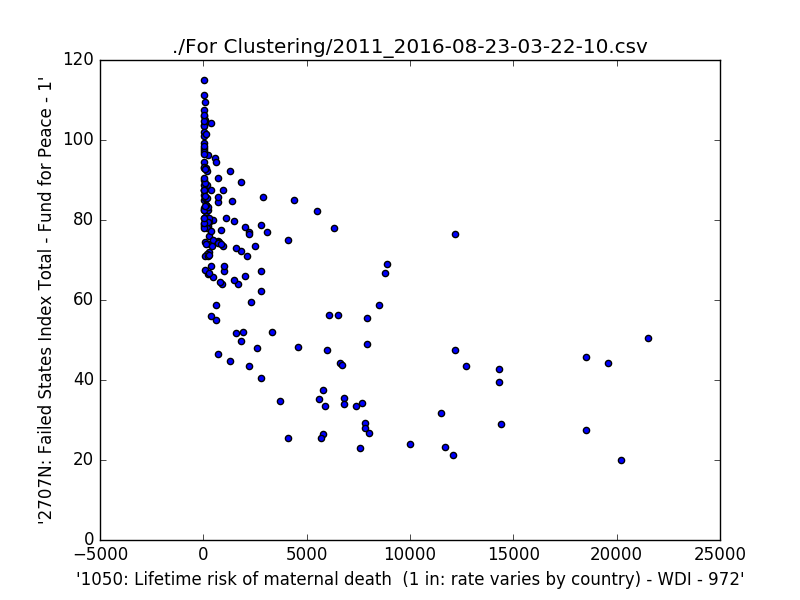 ./For Clustering/2011_2016-08-23-03-22-10.csv
120
100
80
60
40
20
0
'2707N: Failed States Index Total - Fund for Peace - 1'
−5000 0 5000 10000 15000 20000 25000
'1050: Lifetime risk of maternal death  (1 in: rate varies by country) - WDI - 972'